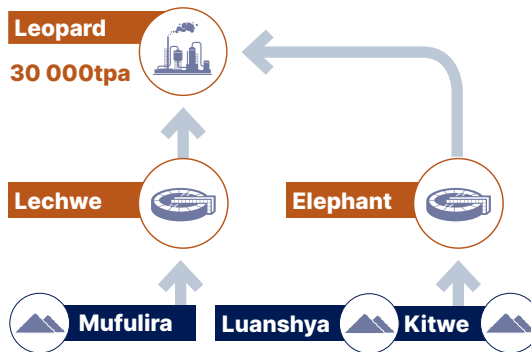 Leopard
30 000tpa
Lechwe
Elephant
Mufulira
Luanshya
Kitwe